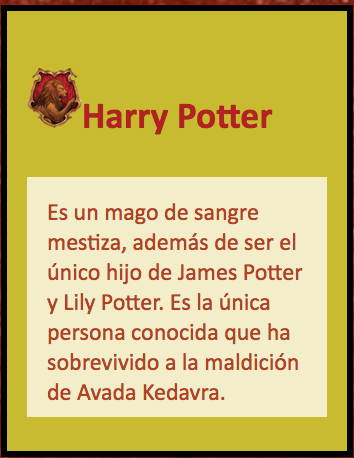 Harry Potter
Es un mago de sangre
mestiza, además de ser el
único hijo de James Potter
y Lily Potter. Es la única
persona conocida que ha
sobrevivido a la maldición
de Avada Kedavra.